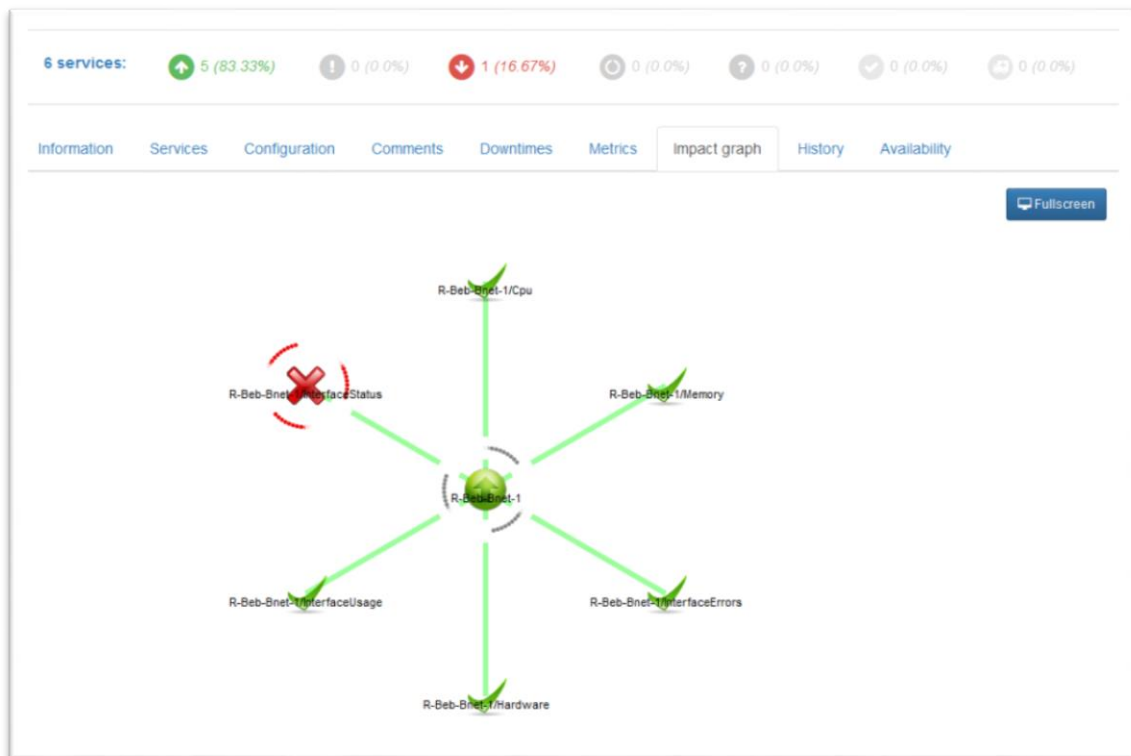 6 services: 5 (83.33%) 0 (0.0%) 1 (16.67%) 0 (0.0%) 0 (0.0%) 0 (0.0%) 0 (0.0%)
Information Services Configuration Comments Downtimes Metrics Impact graph History Availability
Fullscreen
R-Beb-Bnet-1/Cpu
R-Beb-Bnet-1/InterfaceStatus R-Beb-Bnet-1/Memory
R-Beb-Bnet-1
R-Beb-Bnet-1/InterfaceUsage R-Beb-Bnet-1/InterfaceErrors
R-Beb-Bnet-1/Hardware